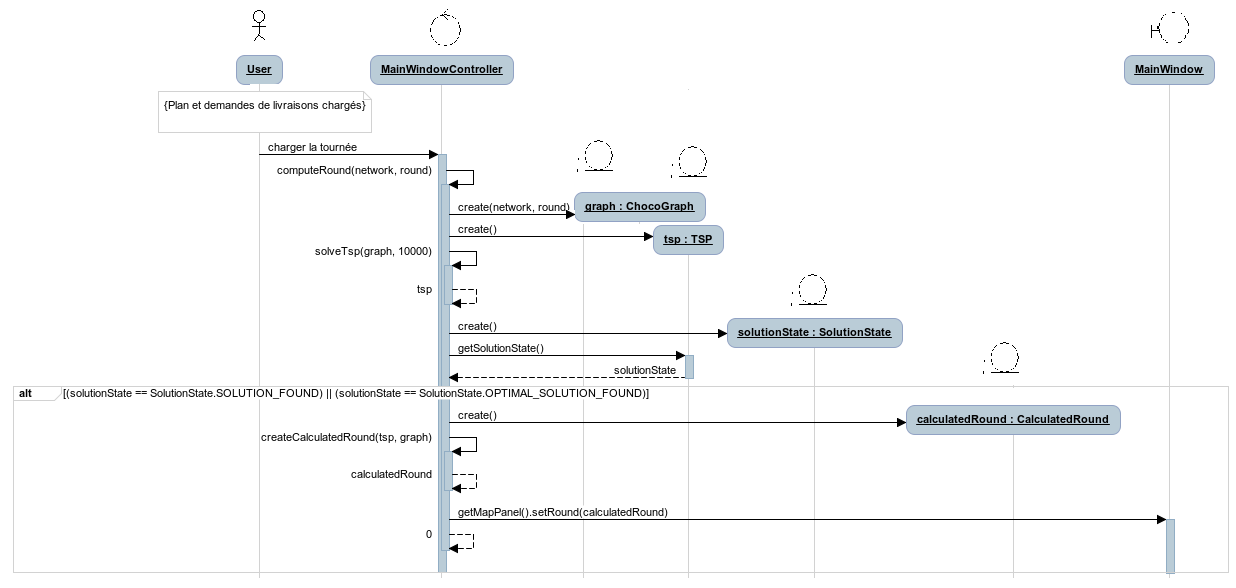 User
MainWindowController
MainWindow
{Plan et demandes de livraisons chargés}
charger la tournée
computeRound(network, round)
create(network, round)
graph : ChocoGraph
create()
tsp : TSP
solveTsp(graph, 10000)
tsp
create()
solutionState : SolutionState
getSolutionState()
solutionState
alt
[(solutionState == SolutionState.SOLUTION_FOUND) || (solutionState == SolutionState.OPTIMAL_SOLUTION_FOUND)]
create()
calculatedRound : CalculatedRound
createCalculatedRound(tsp, graph)
calculatedRound
getMapPanel().setRound(calculatedRound)
0